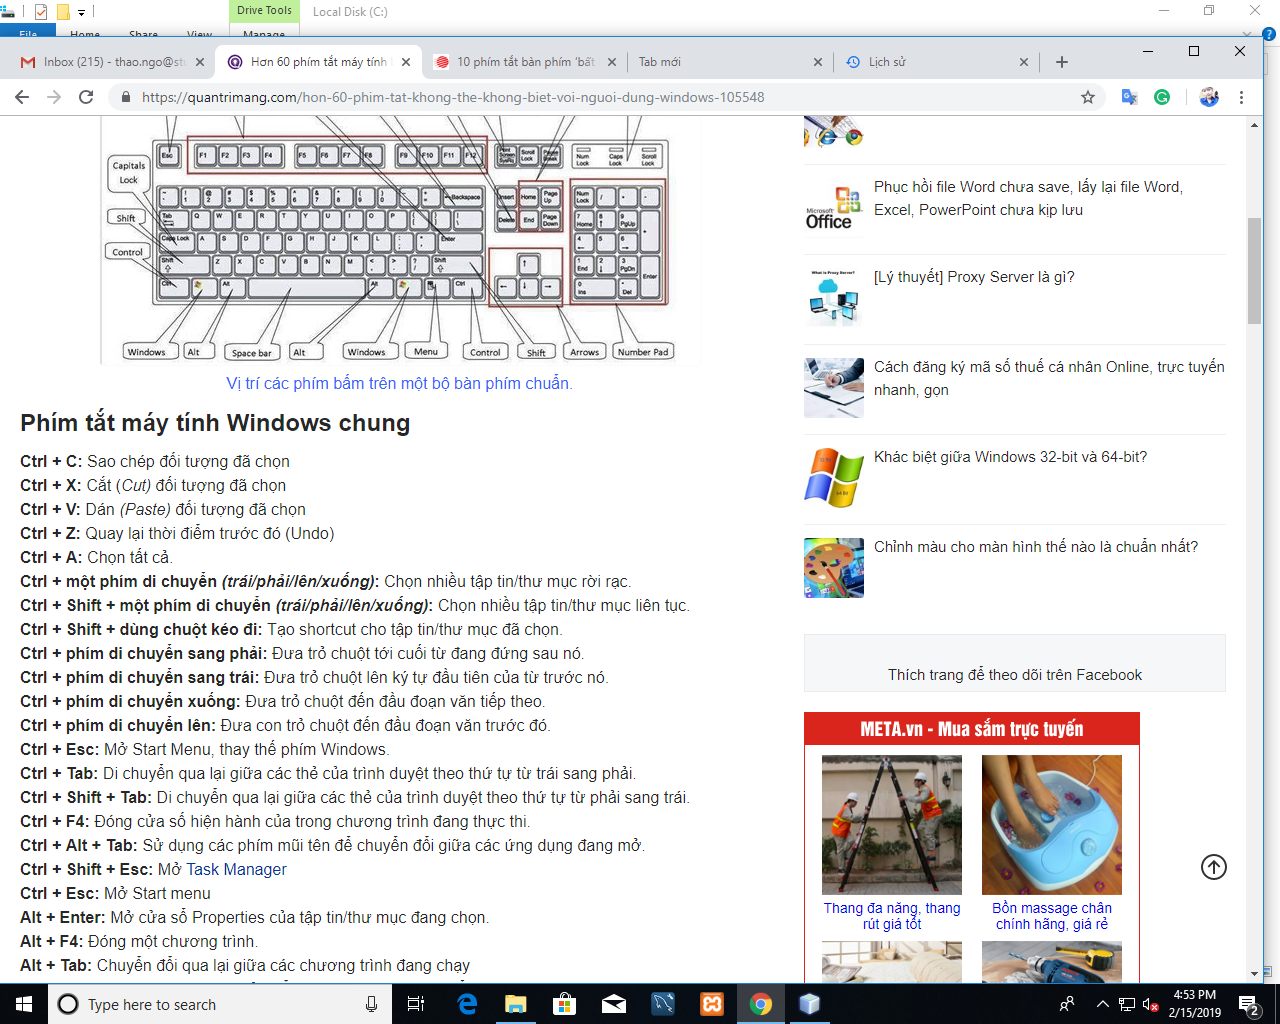 Drive Tools
Local Disk (C:)
File
Home
Share
View
Manage
Inbox (215) - thao.ngo@stu
Hơn 60 phím tắt máy tính
10 phím tắt bàn phím 'bất
Tab mới
Lịch sử
https://quantrimang.com/hon-60-phim-tat-khong-the-khong-biet-voi-nguoi-dung-windows-105548
Capitals Lock
Shift
Control
Windows
Alt
Space bar
Alt
Windows
Menu
Control
Shift
Arrows
Number Pad
Esc
F1 F2 F3 F4 F5 F6 F7 F8 F9 F10 F11 F12
Print Screen SysRq
Scroll Lock
Pause Break
Num Lock
Caps Lock
Scroll Lock
Backspace
Insert Home Page Up
Num Lock / * -
Tab Q W E R T Y U I O P
Delete End Page Down
7 Home 8 9 PgUp +
Caps Lock A S D F G H J K L Enter
4 5 6
Shift Z X C V B N M Shift
1 End 2 3 PgDn Enter
Ctrl Alt Alt Ctrl
0 Ins . Del
Vị trí các phím bấm trên một bộ bàn phím chuẩn.
Phím tắt máy tính Windows chung
Ctrl + C: Sao chép đối tượng đã chọn
Ctrl + X: Cắt (Cut) đối tượng đã chọn
Ctrl + V: Dán (Paste) đối tượng đã chọn
Ctrl + Z: Quay lại thời điểm trước đó (Undo)
Ctrl + A: Chọn tất cả.
Ctrl + một phím di chuyển (trái/phải/lên/xuống): Chọn nhiều tập tin/thư mục rời rạc.
Ctrl + Shift + một phím di chuyển (trái/phải/lên/xuống): Chọn nhiều tập tin/thư mục liên tục.
Ctrl + Shift + dùng chuột kéo đi: Tạo shortcut cho tập tin/thư mục đã chọn.
Ctrl + phím di chuyển sang phải: Đưa trỏ chuột tới cuối từ đang đứng sau nó.
Ctrl + phím di chuyển sang trái: Đưa trỏ chuột lên ký tự đầu tiên của từ trước nó.
Ctrl + phím di chuyển xuống: Đưa trỏ chuột đến đầu đoạn văn tiếp theo.
Ctrl + phím di chuyển lên: Đưa con trỏ chuột đến đầu đoạn văn trước đó.
Ctrl + Esc: Mở Start Menu, thay thế phím Windows.
Ctrl + Tab: Di chuyển qua lại giữa các thẻ của trình duyệt theo thứ tự từ trái sang phải.
Ctrl + Shift + Tab: Di chuyển qua lại giữa các thẻ của trình duyệt theo thứ tự từ phải sang trái.
Ctrl + F4: Đóng cửa sổ hiện hành của trong chương trình đang thực thi.
Ctrl + Alt + Tab: Sử dụng các phím mũi tên để chuyển đổi giữa các ứng dụng đang mở.
Ctrl + Shift + Esc: Mở Task Manager
Ctrl + Esc: Mở Start menu
Alt + Enter: Mở cửa sổ Properties của tập tin/thư mục đang chọn.
Alt + F4: Đóng một chương trình.
Alt + Tab: Chuyển đổi qua lại giữa các chương trình đang chạy
Microsoft Office
Phục hồi file Word chưa save, lấy lại file Word,
Excel, PowerPoint chưa kịp lưu
What is Proxy Server?
[Lý thuyết] Proxy Server là gì?
Cách đăng ký mã số thuế cá nhân Online, trực tuyến
nhanh, gọn
Khác biệt giữa Windows 32-bit và 64-bit?
Chỉnh màu cho màn hình thế nào là chuẩn nhất?
Thích trang để theo dõi trên Facebook
META.vn - Mua sắm trực tuyến
Thang đa năng, thang
rút giá tốt
Bồn massage chân
chính hãng, giá rẻ
Type here to search
4:53 PM
2/15/2019
2